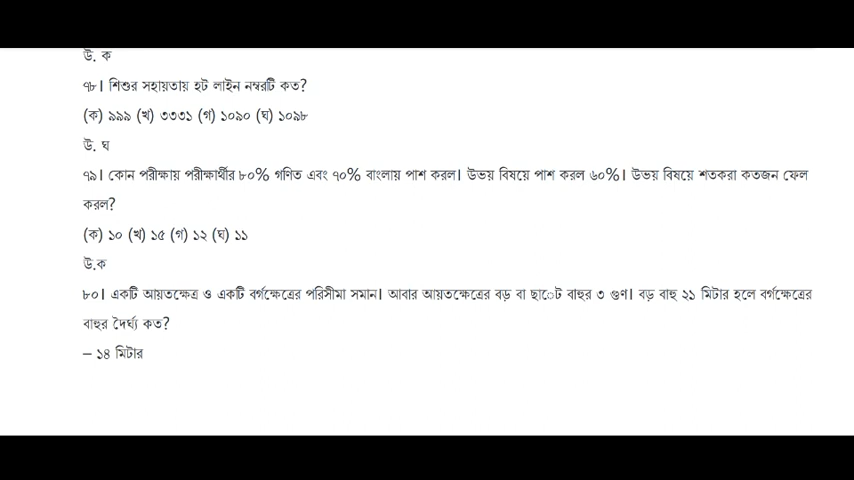 উ. ক
৭৮। শিশুর সহায়তায় হট লাইন নম্বরটি কত?
(ক) ৯৯৯ (খ) ৩৩৩১ (গ) ১০৯০ (ঘ) ১০৯৮
উ. ঘ
৭৯। কোন পরীক্ষায় পরীক্ষার্থীর ৮০% গণিত এবং ৭০% বাংলায় পাশ করল। উভয় বিষয়ে পাশ করল ৬০%। উভয় বিষয়ে শতকরা কতজন ফেল
করল?
(ক) ১০ (খ) ১৫ (গ) ১২ (ঘ) ১১
উ.ক
৮০। একটি আয়তক্ষেত্র ও একটি বর্গক্ষেত্রের পরিসীমা সমান। আবার আয়তক্ষেত্রের বড় বা ছােট বাহুর ৩ গুণ। বড় বাহু ২১ মিটার হলে বর্গক্ষেত্রের
বাহুর দৈর্ঘ্য কত?
– ১৪ মিটার